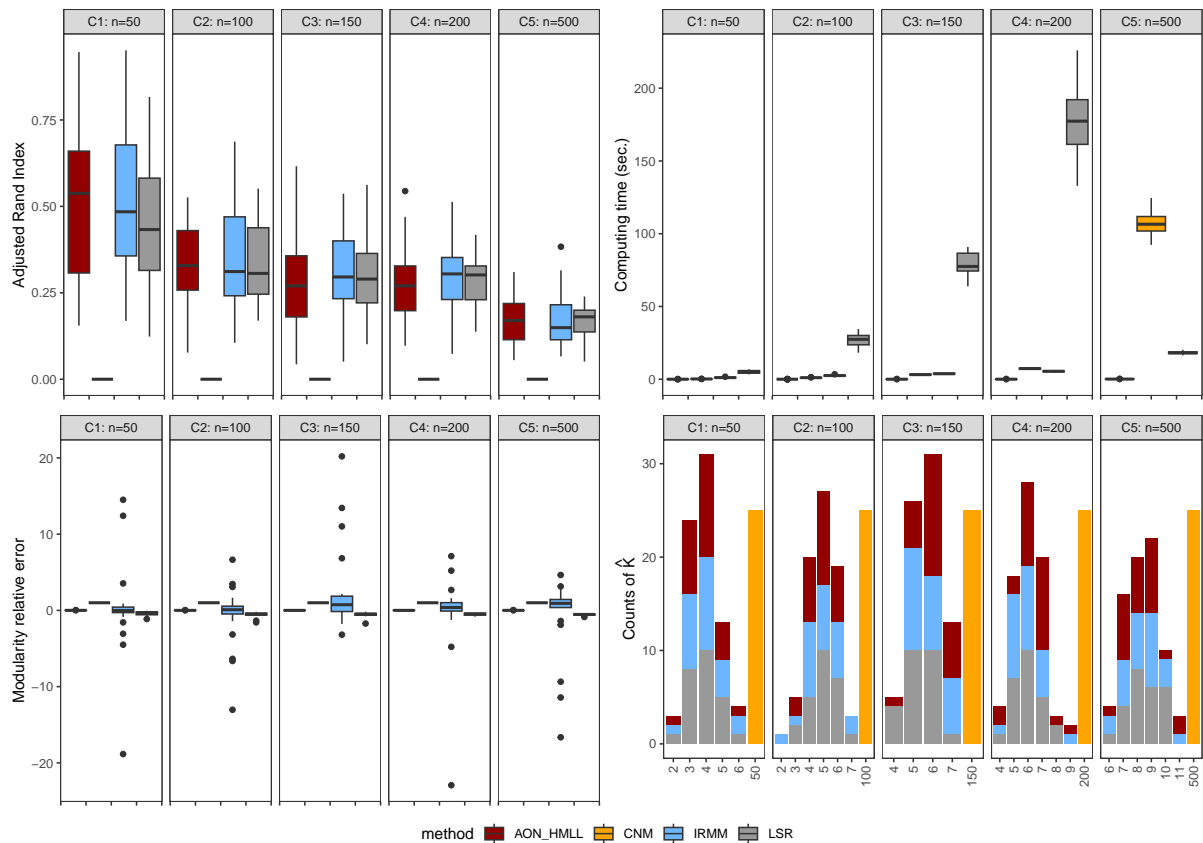 C1: n=50 C2: n=100 C3: n=150 C4: n=200 C5: n=500
Adjusted Rand Index
0.75
0.50
0.25
0.00
C1: n=50 C2: n=100 C3: n=150 C4: n=200 C5: n=500
Computing time (sec.)
200
150
100
50
0
C1: n=50 C2: n=100 C3: n=150 C4: n=200 C5: n=500
Modularity relative error
20
10
0
−10
−20
C1: n=50 C2: n=100 C3: n=150 C4: n=200 C5: n=500
Counts of K̂
30
20
10
0
2 3 4 5 6 50
2 3 4 5 6 7 100
4 5 6 7 150
4 5 6 7 8 9 200
6 7 8 9 10 11 500
method AON_HMLL CNM IRMM LSR